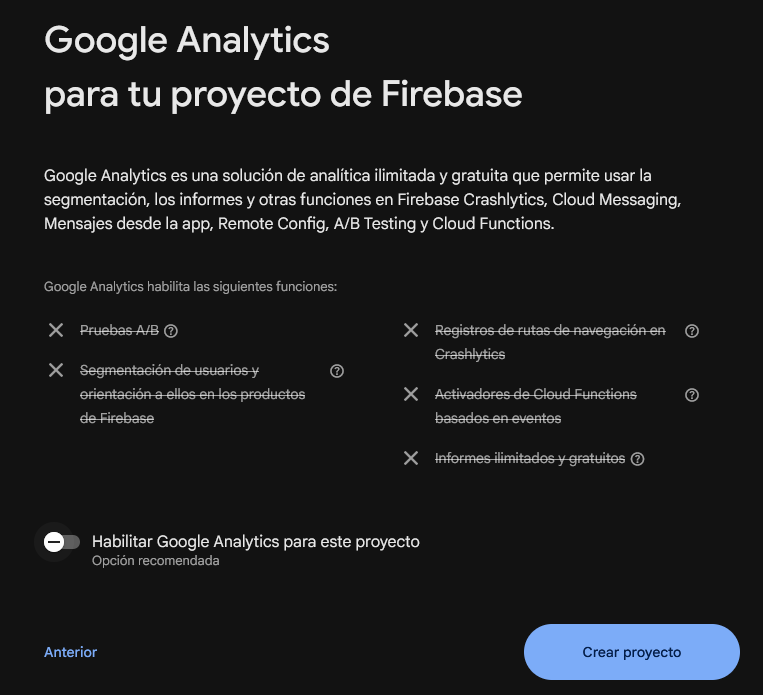 Google Analytics
para tu proyecto de Firebase
Google Analytics es una solución de analítica ilimitada y gratuita que permite usar la
segmentación, los informes y otras funciones en Firebase Crashlytics, Cloud Messaging,
Mensajes desde la app, Remote Config, A/B Testing y Cloud Functions.
Google Analytics habilita las siguientes funciones:
Pruebas A/B
Segmentación de usuarios y
orientación a ellos en los productos
de Firebase
Registros de rutas de navegación en
Crashlytics
Activadores de Cloud Functions
basados en eventos
Informes ilimitados y gratuitos
Habilitar Google Analytics para este proyecto
Opción recomendada
Anterior
Crear proyecto